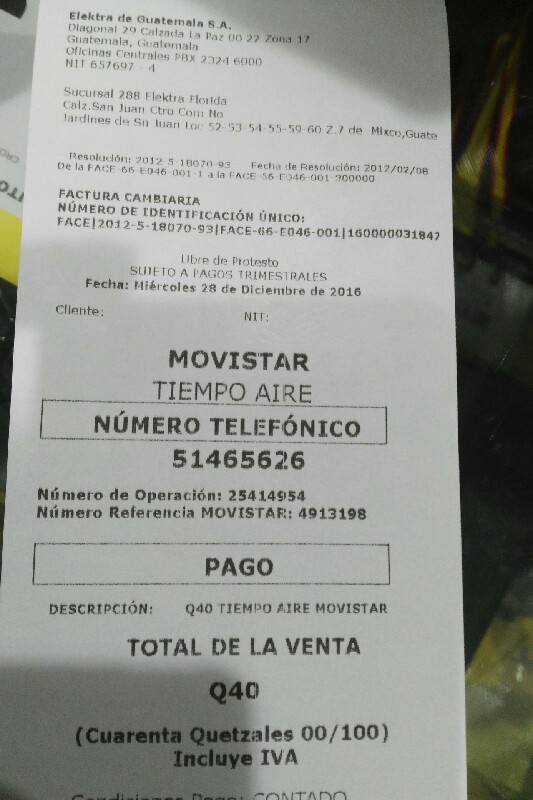 Elektra de Guatemala S.A.
Diagonal 29 Calzada La Paz 00 22 Zona 17
Guatemala, Guatemala
Oficinas Centrales PBX 2324 6000
NIT 657697 - 4
Sucursal 288 Elektra Florida
Calz.San Juan Ctro Com No
Jardines de Sn Juan Loc 52-53-54-55-59-60 Z.7 de Mixco,Guate
Resolución: 2012-5-18070-93 Fecha de Resolución: 2012/02/08
De la FACE-66-E046-001-1 a la FACE-66-E046-001-900000
FACTURA CAMBIARIA
NÚMERO DE IDENTIFICACIÓN ÚNICO:
FACE|2012-5-18070-93|FACE-66-E046-001|160000031847
Libre de Protesto
SUJETO A PAGOS TRIMESTRALES
Fecha: Miércoles 28 de Diciembre de 2016
Cliente: NIT:
MOVISTAR
TIEMPO AIRE
NÚMERO TELEFÓNICO
51465626
Número de Operación: 25414954
Número Referencia MOVISTAR: 4913198
PAGO
DESCRIPCIÓN: Q40 TIEMPO AIRE MOVISTAR
TOTAL DE LA VENTA
Q40
(Cuarenta Quetzales 00/100)
Incluye IVA
Condiciones Pago: CONTADO